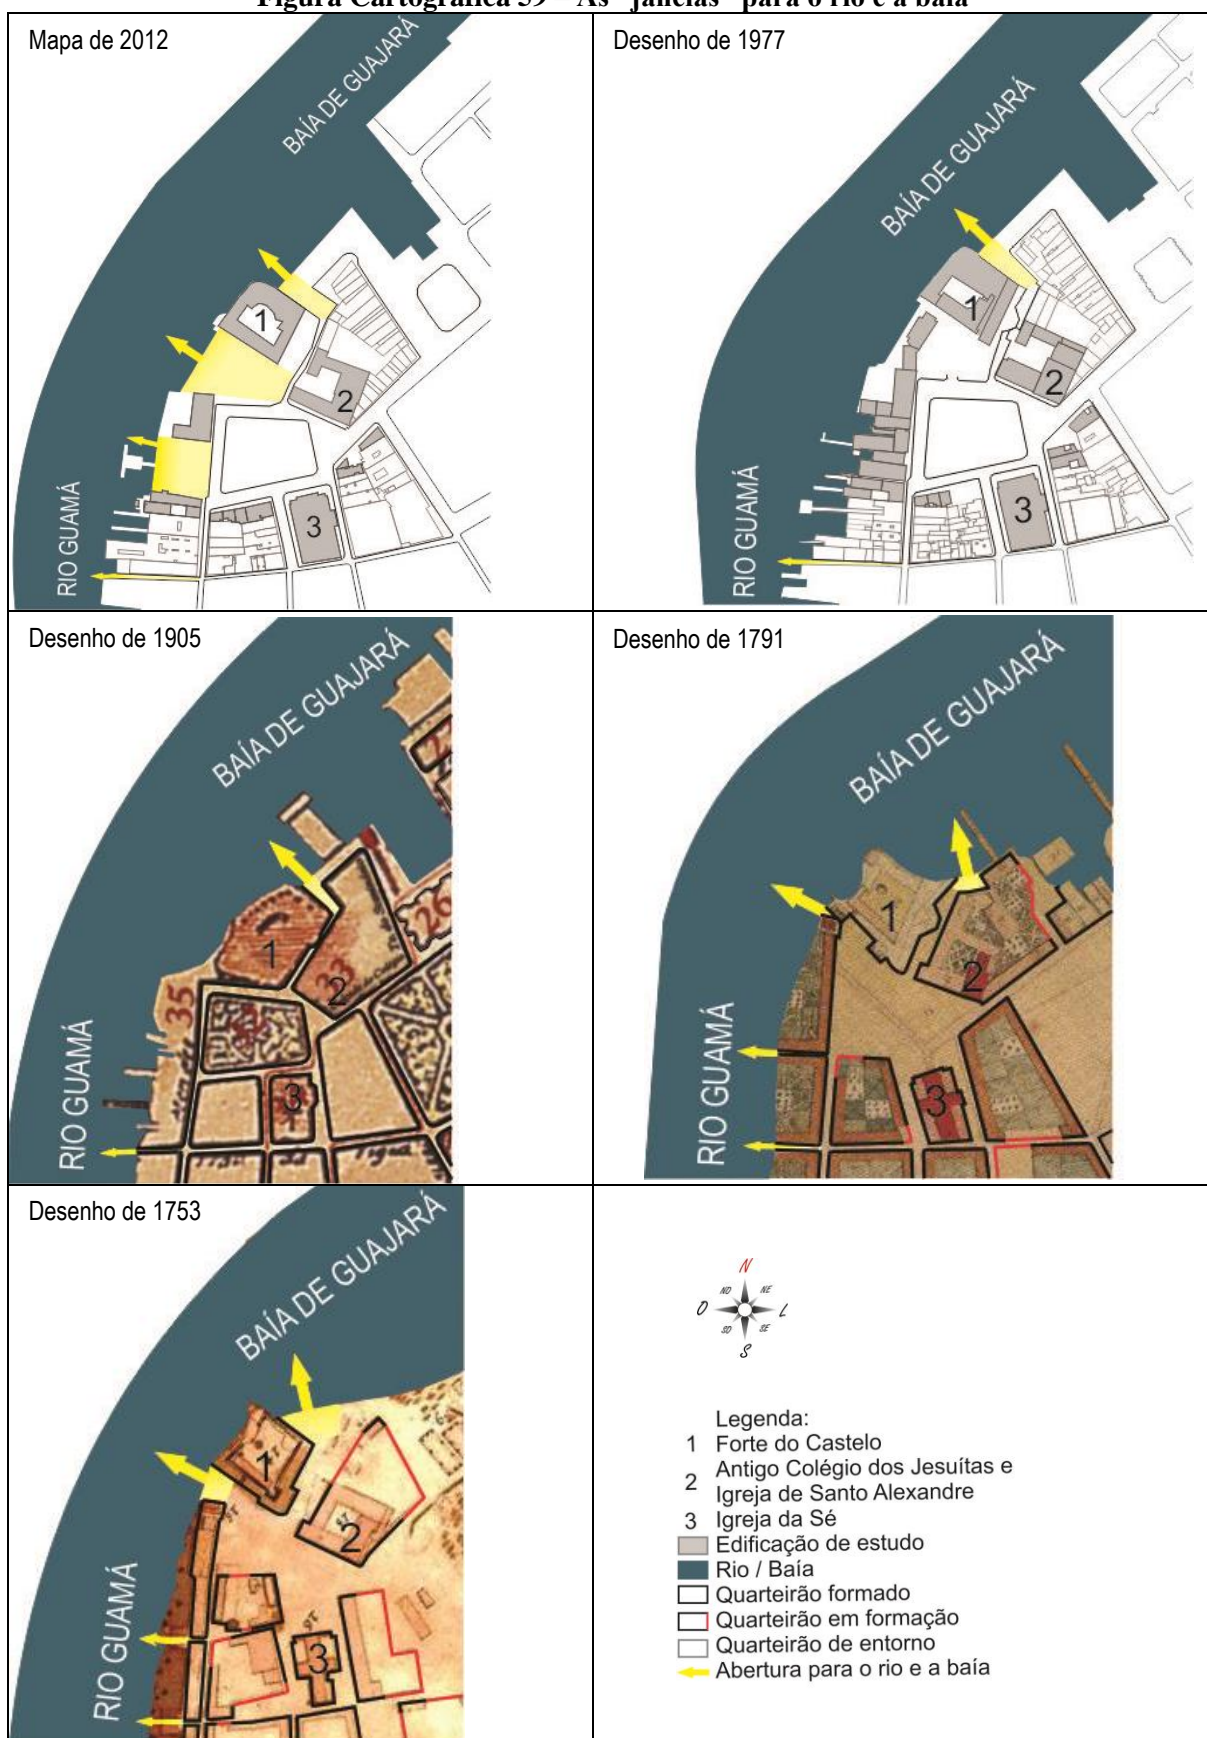 Figura Cartográfica 59 – As "janelas" para o rio e a baía
Mapa de 2012
BAÍA DE GUAJARÁ
1
2
3
RIO GUAMÁ
Desenho de 1977
BAÍA DE GUAJARÁ
1
2
3
RIO GUAMÁ
Desenho de 1905
BAÍA DE GUAJARÁ
26
1
33
2
35
3
RIO GUAMÁ
Desenho de 1791
BAÍA DE GUAJARÁ
1
2
3
RIO GUAMÁ
Desenho de 1753
BAÍA DE GUAJARÁ
1
2
3
RIO GUAMÁ
N
NO NE
O L
SO SE
S
Legenda:
1 Forte do Castelo
2 Antigo Colégio dos Jesuítas e
Igreja de Santo Alexandre
3 Igreja da Sé
Edificação de estudo
Rio / Baía
Quarteirão formado
Quarteirão em formação
Quarteirão de entorno
Abertura para o rio e a baía